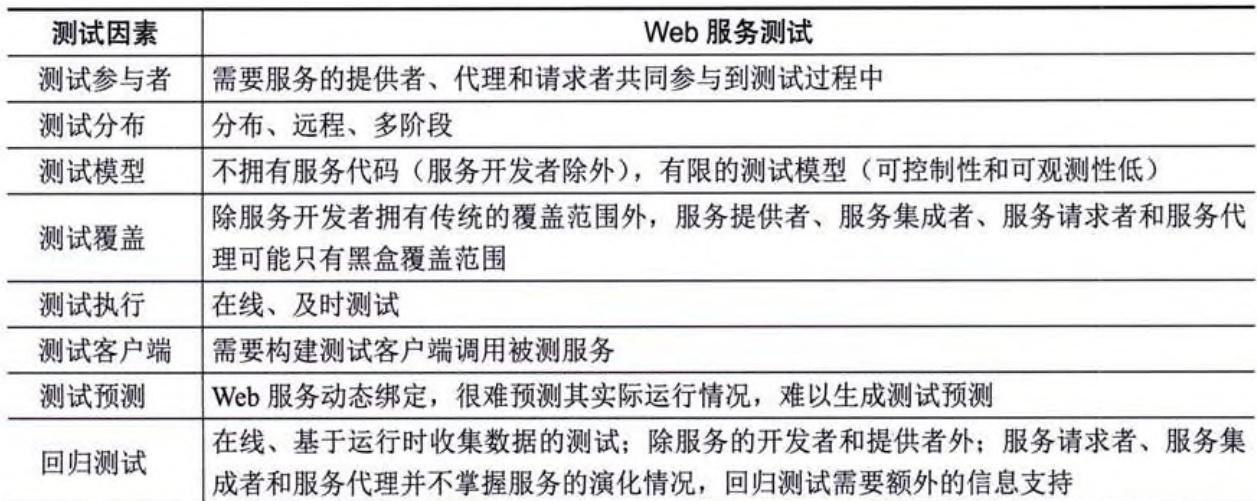 测试因素 Web 服务测试
测试参与者 需要服务的提供者、代理和请求者共同参与到测试过程中
测试分布 分布、远程、多阶段
测试模型 不拥有服务代码（服务开发者除外），有限的测试模型（可控制性和可观测性低）
测试覆盖 除服务开发者拥有传统的覆盖范围外，服务提供者、服务集成者、服务请求者和服务代
理可能只有黑盒覆盖范围
测试执行 在线、及时测试
测试客户端 需要构建测试客户端调用被测服务
测试预测 Web 服务动态绑定，很难预测其实际运行情况，难以生成测试预测
回归测试 在线、基于运行时收集数据的测试；除服务的开发者和提供者外；服务请求者、服务集
成者和服务代理并不掌握服务的演化情况，回归测试需要额外的信息支持